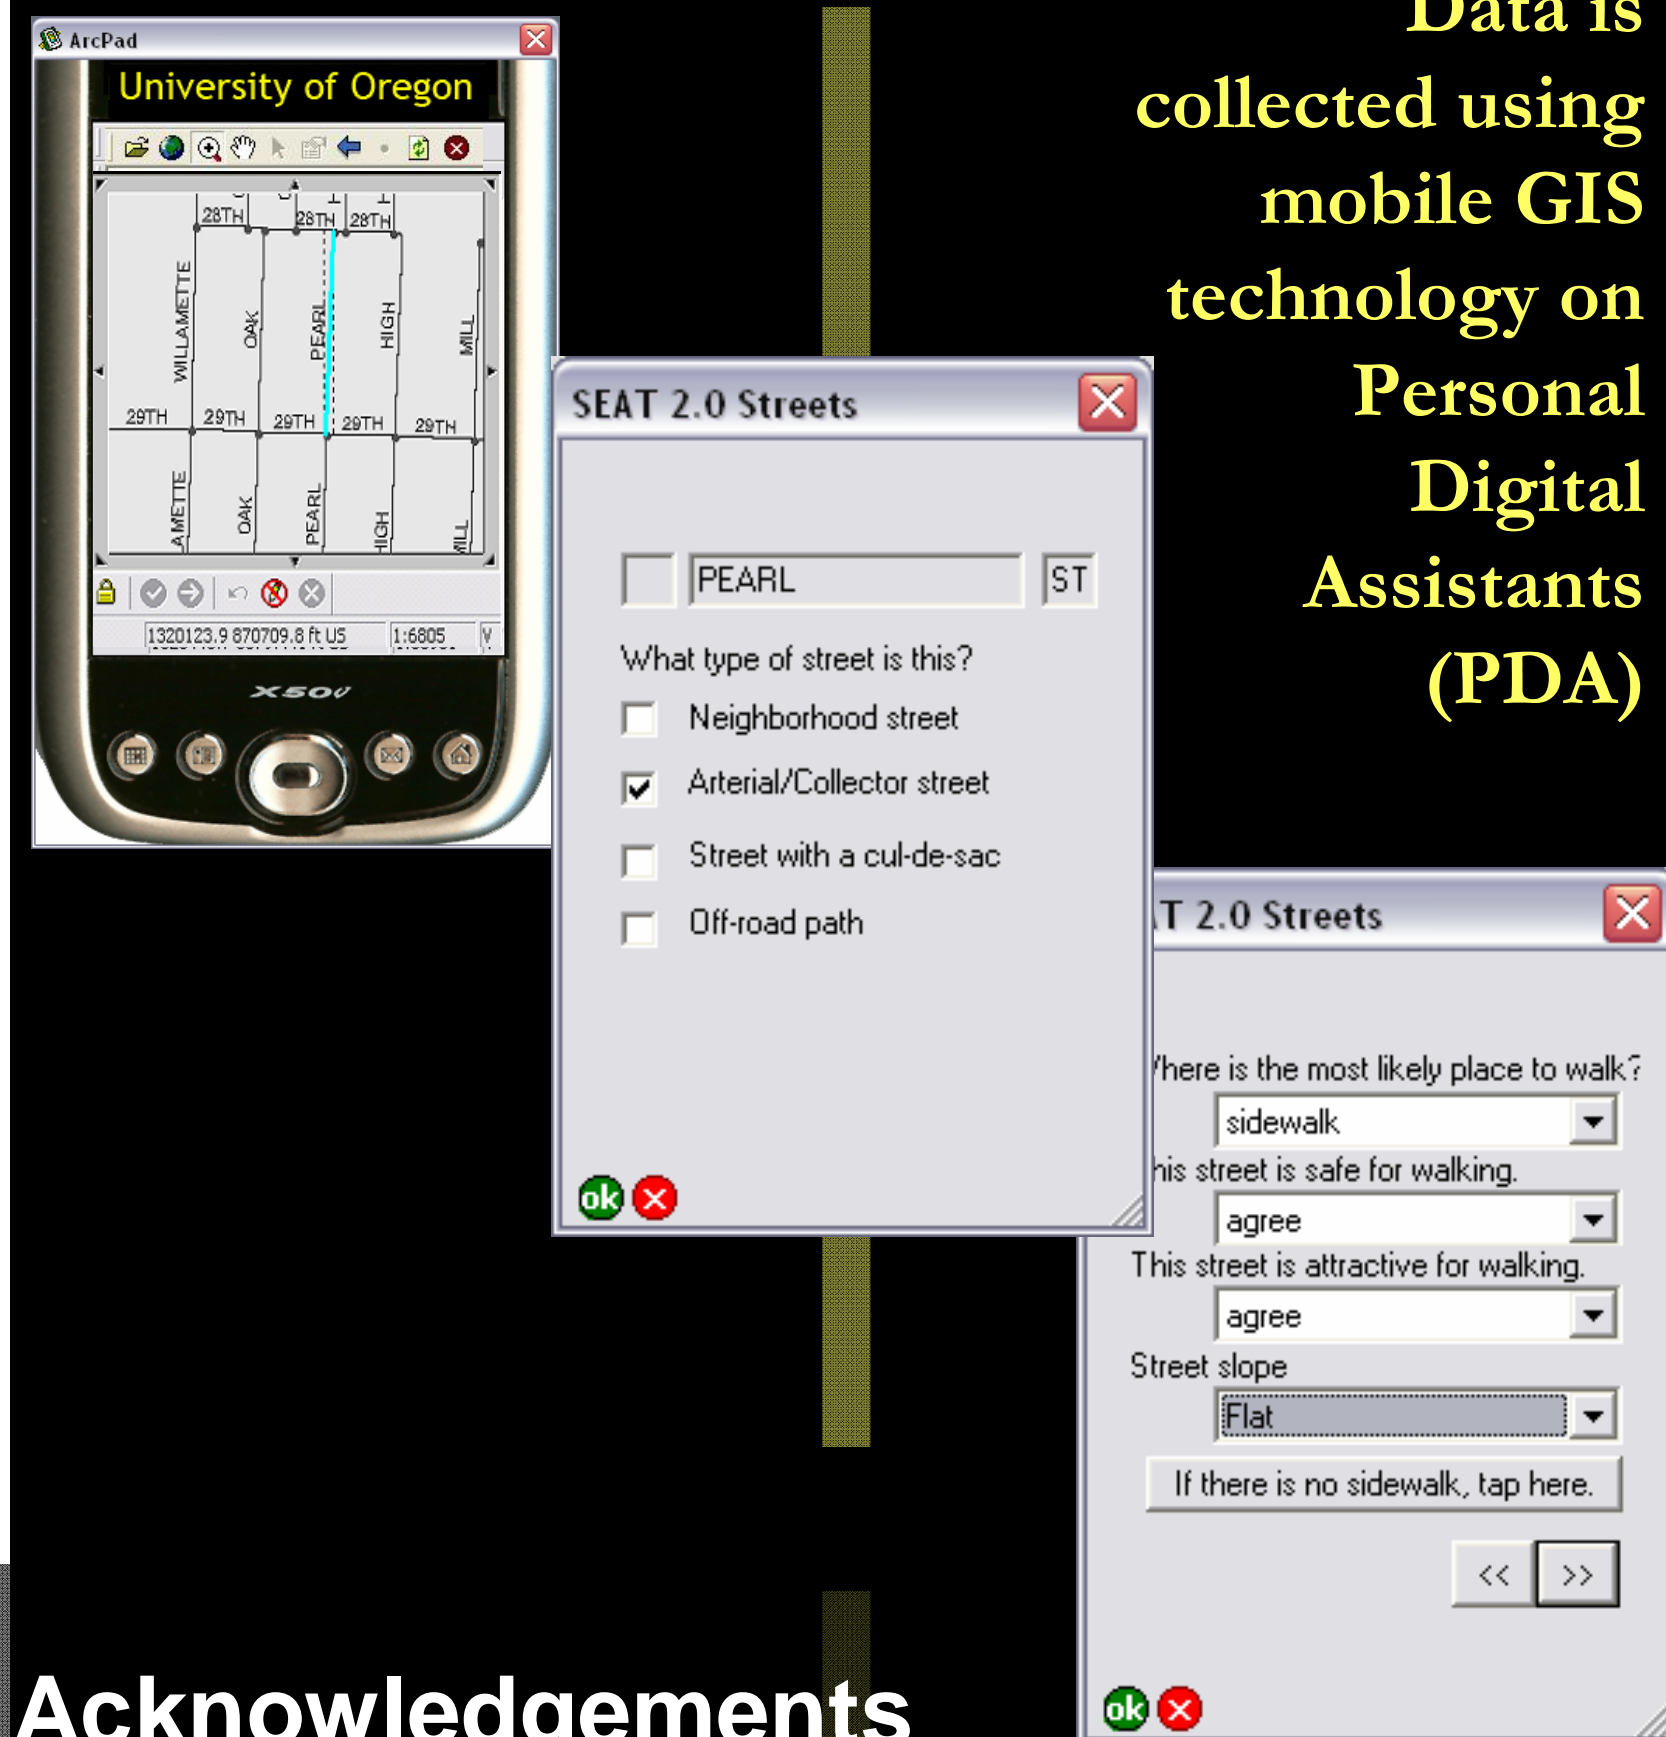 ArcPad
University of Oregon
28TH 28TH 28TH
WILLAMETTE OAK PEARL HIGH MILL
29TH 29TH 29TH 29TH 29TH
AMETTE OAK PEARL HIGH MILL
1320123.9 870709.8 ft US 1:6805
X50v
Data is
collected using
mobile GIS
technology on
Personal
Digital
Assistants
(PDA)
SEAT 2.0 Streets
PEARL ST
What type of street is this?
Neighborhood street
Arterial/Collector street
Street with a cul-de-sac
Off-road path
ok
T 2.0 Streets
here is the most likely place to walk?
sidewalk
his street is safe for walking.
agree
This street is attractive for walking.
agree
Street slope
Flat
If there is no sidewalk, tap here.
<< >>
ok
Acknowledgements